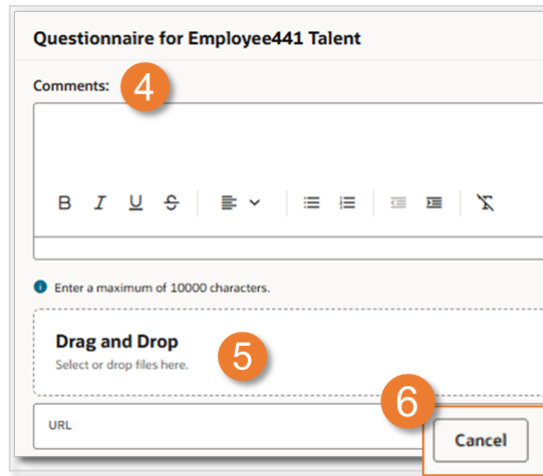 Questionnaire for Employee441 Talent
Comments: 4
B I U S
Enter a maximum of 10000 characters.
Drag and Drop
Select or drop files here.
5
6
URL
Cancel